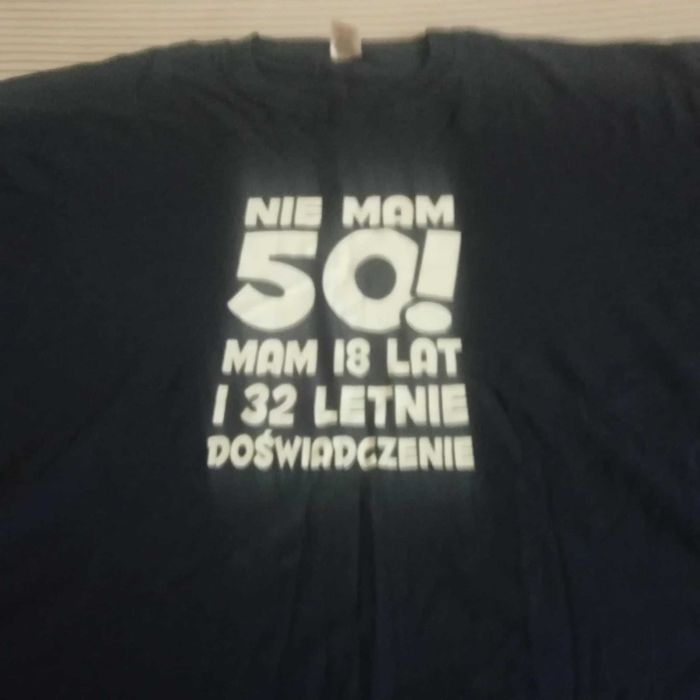 NIE MAM
50!
MAM 18 LAT
I 32 LETNIE
DOŚWIADCZENIE